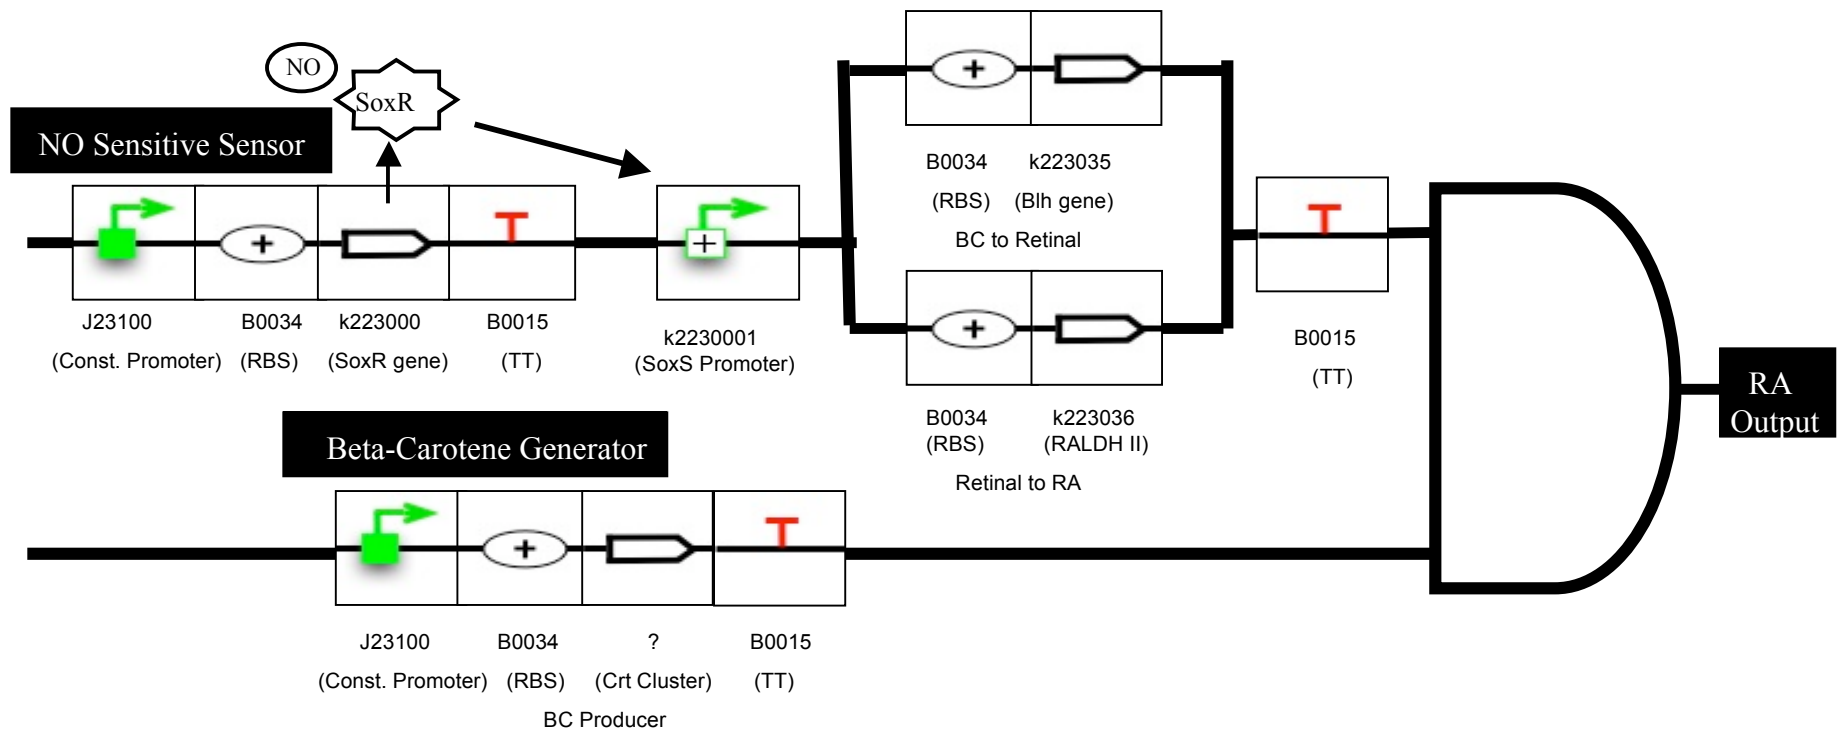 NO
SoxR
NO Sensitive Sensor
J23100 B0034 k223000 B0015
(Const. Promoter) (RBS) (SoxR gene) (TT)
k2230001
(SoxS Promoter)
B0034 k223035
(RBS) (Blh gene)
BC to Retinal
B0034 k223036
(RBS) (RALDH II)
Retinal to RA
B0015
(TT)
RA
Output
Beta-Carotene Generator
J23100 B0034 ? B0015
(Const. Promoter) (RBS) (Crt Cluster) (TT)
BC Producer